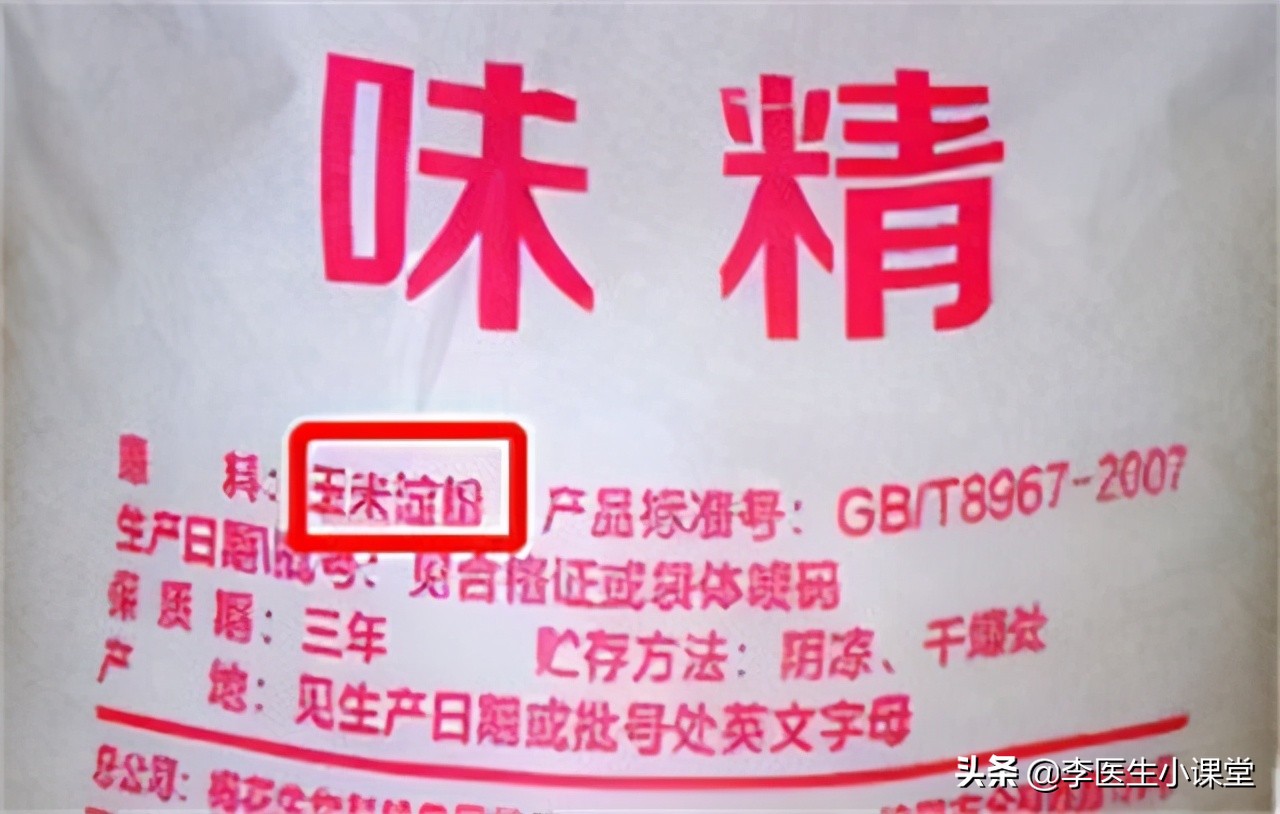 味精
原料：玉米淀粉 产品标准号：GB/T8967-2007
生产日期/批号：见合格证或袋体喷码
保质期：三年 贮存方法：阴凉、干燥处
产地：见生产日期或批号处英文字母
头条 @李医生小课堂